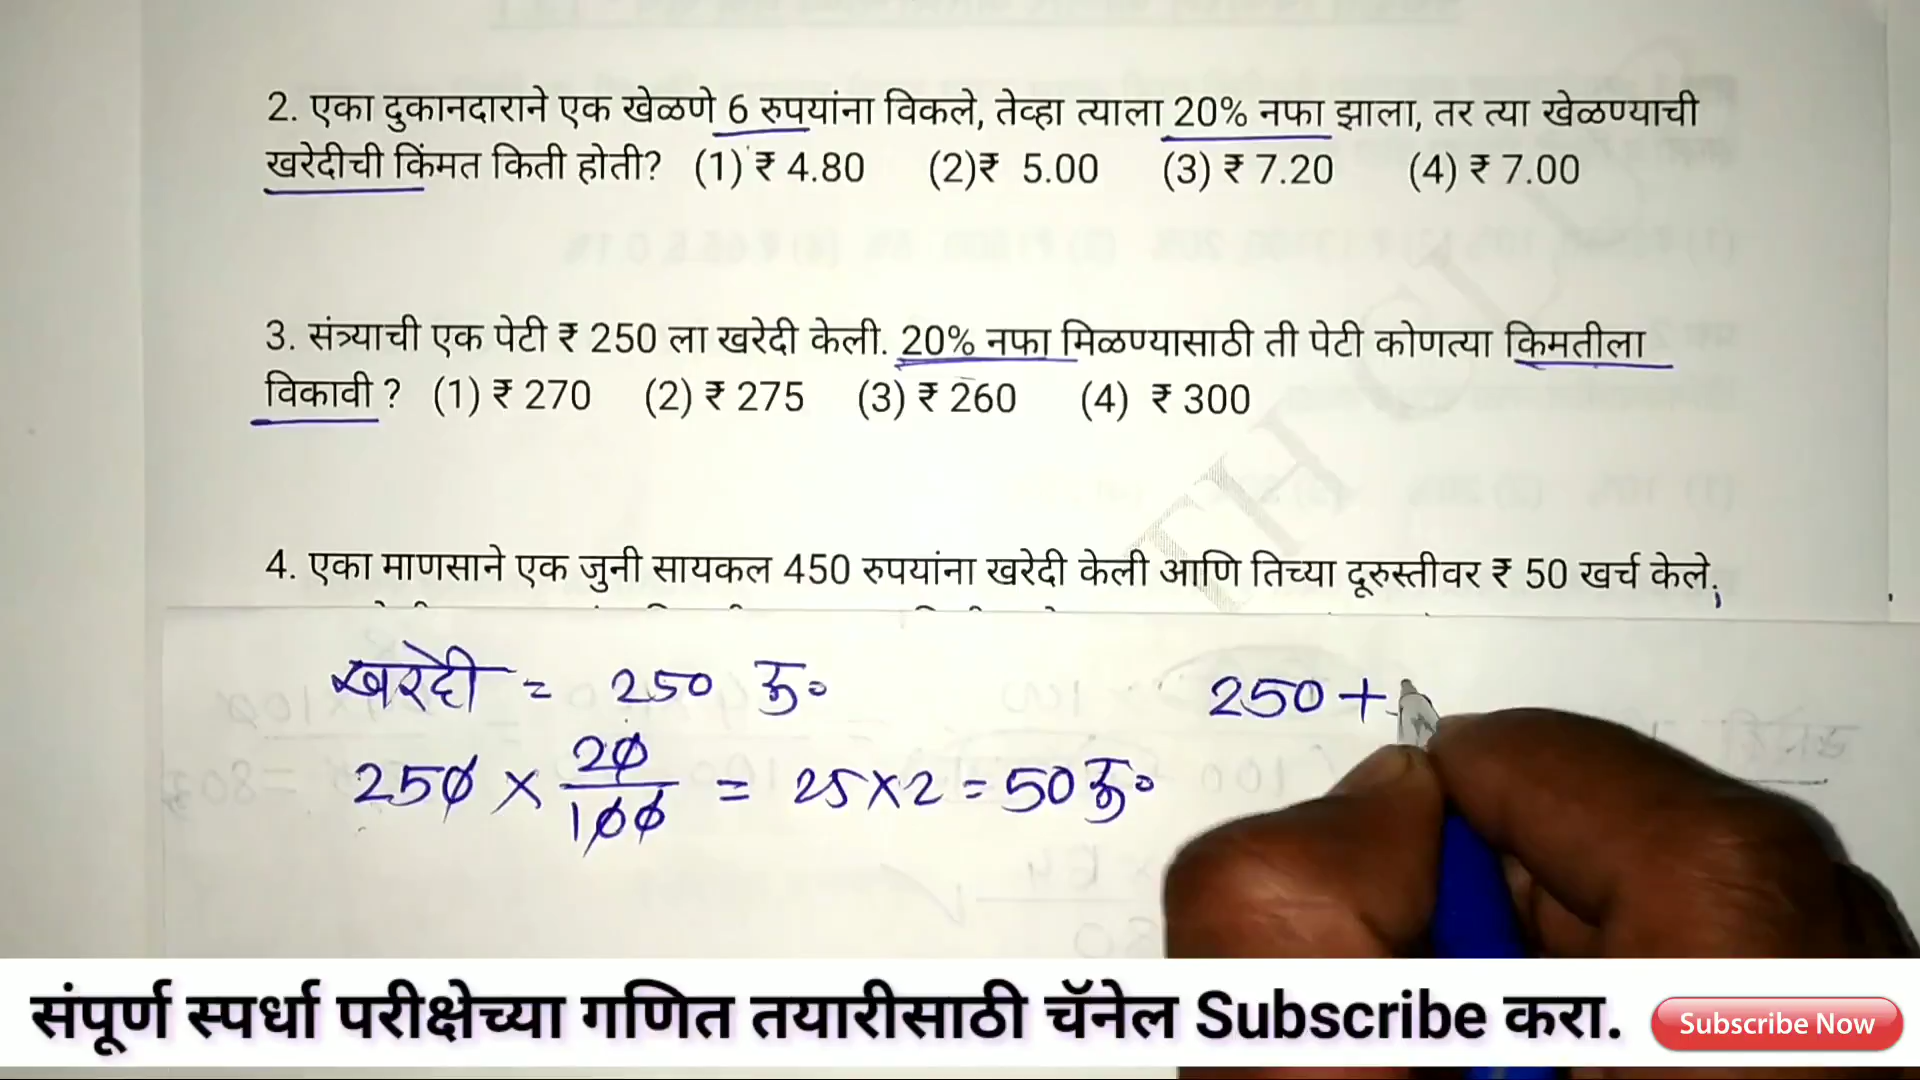 2. एका दुकानदाराने एक खेळणे 6 रुपयांना विकले, तेव्हा त्याला 20% नफा झाला, तर त्या खेळण्याची
खरेदीची किंमत किती होती? (1) ₹ 4.80 (2)₹ 5.00 (3) ₹ 7.20 (4) ₹ 7.00
3. संत्र्याची एक पेटी ₹ 250 ला खरेदी केली. 20% नफा मिळण्यासाठी ती पेटी कोणत्या किमतीला
विकावी ? (1) ₹ 270 (2) ₹ 275 (3) ₹ 260 (4) ₹ 300
4. एका माणसाने एक जुनी सायकल 450 रुपयांना खरेदी केली आणि तिच्या दूरुस्तीवर ₹ 50 खर्च केले,
खरेदी = 250 रु०
250 +
250 × 20/100 = 25 × 2 = 50 रु०
संपूर्ण स्पर्धा परीक्षेच्या गणित तयारीसाठी चॅनेल Subscribe करा.
Subscribe Now